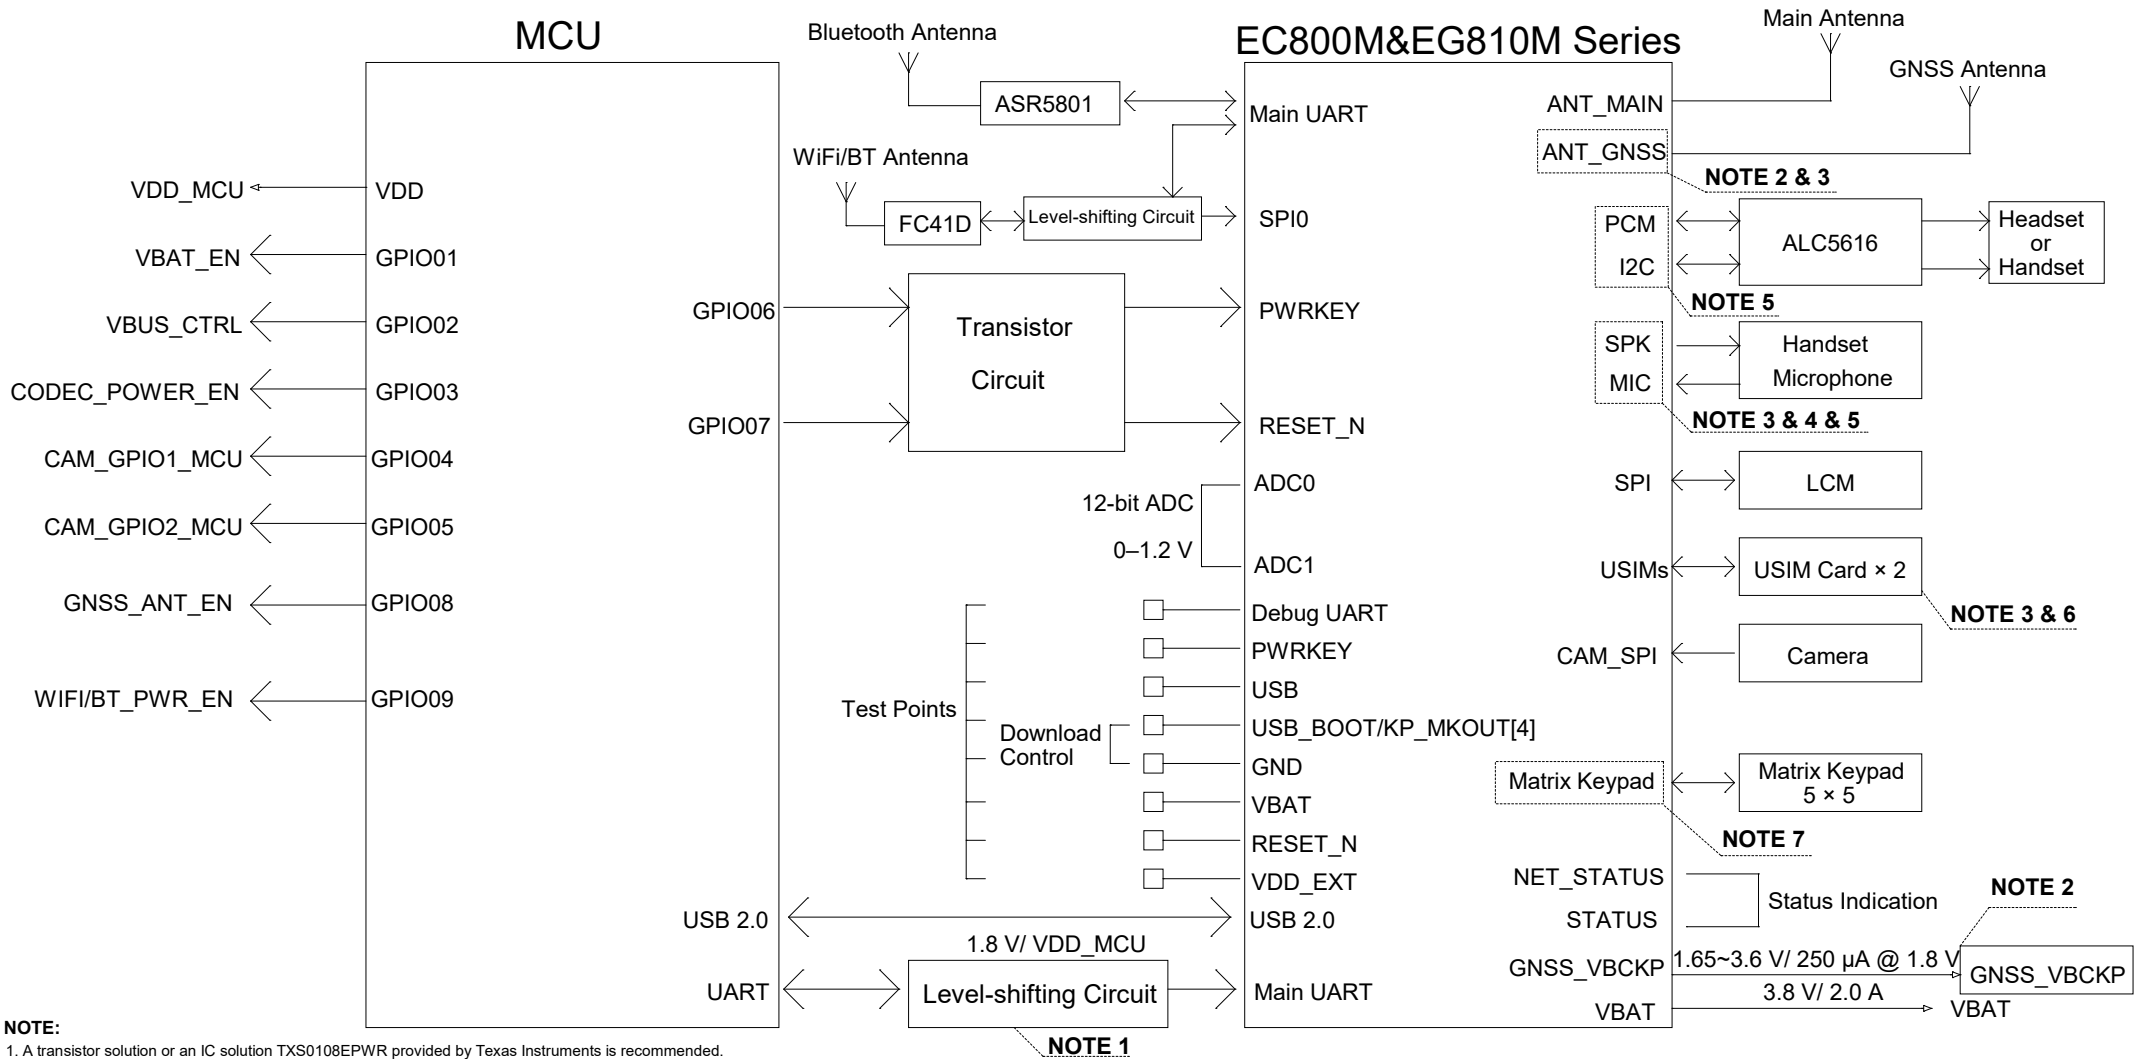 MCU
EC800M&EG810M Series
Bluetooth Antenna
Main Antenna
GNSS Antenna
ASR5801
Main UART
ANT_MAIN
ANT_GNSS
NOTE 2 & 3
WiFi/BT Antenna
FC41D
Level-shifting Circuit
SPI0
VDD_MCU
VDD
VBAT_EN
GPIO01
VBUS_CTRL
GPIO02
CODEC_POWER_EN
GPIO03
CAM_GPIO1_MCU
GPIO04
CAM_GPIO2_MCU
GPIO05
GNSS_ANT_EN
GPIO08
WIFI/BT_PWR_EN
GPIO09
GPIO06
GPIO07
Transistor
Circuit
PWRKEY
RESET_N
PCM
I2C
ALC5616
Headset
or
Handset
NOTE 5
SPK
MIC
Handset
Microphone
NOTE 3 & 4 & 5
12-bit ADC
0–1.2 V
ADC0
ADC1
SPI
LCM
USIMs
USIM Card × 2
NOTE 3 & 6
CAM_SPI
Camera
Test Points
Download
Control
Debug UART
PWRKEY
USB
USB_BOOT/KP_MKOUT[4]
GND
VBAT
RESET_N
VDD_EXT
Matrix Keypad
Matrix Keypad
5 × 5
NOTE 7
NET_STATUS
STATUS
Status Indication
NOTE 2
USB 2.0
USB 2.0
1.8 V/ VDD_MCU
UART
Level-shifting Circuit
Main UART
GNSS_VBCKP
1.65~3.6 V/ 250 µA @ 1.8 V
GNSS_VBCKP
VBAT
3.8 V/ 2.0 A
VBAT
NOTE 1
NOTE:
1. A transistor solution or an IC solution TXS0108EPWR provided by Texas Instruments is recommended.